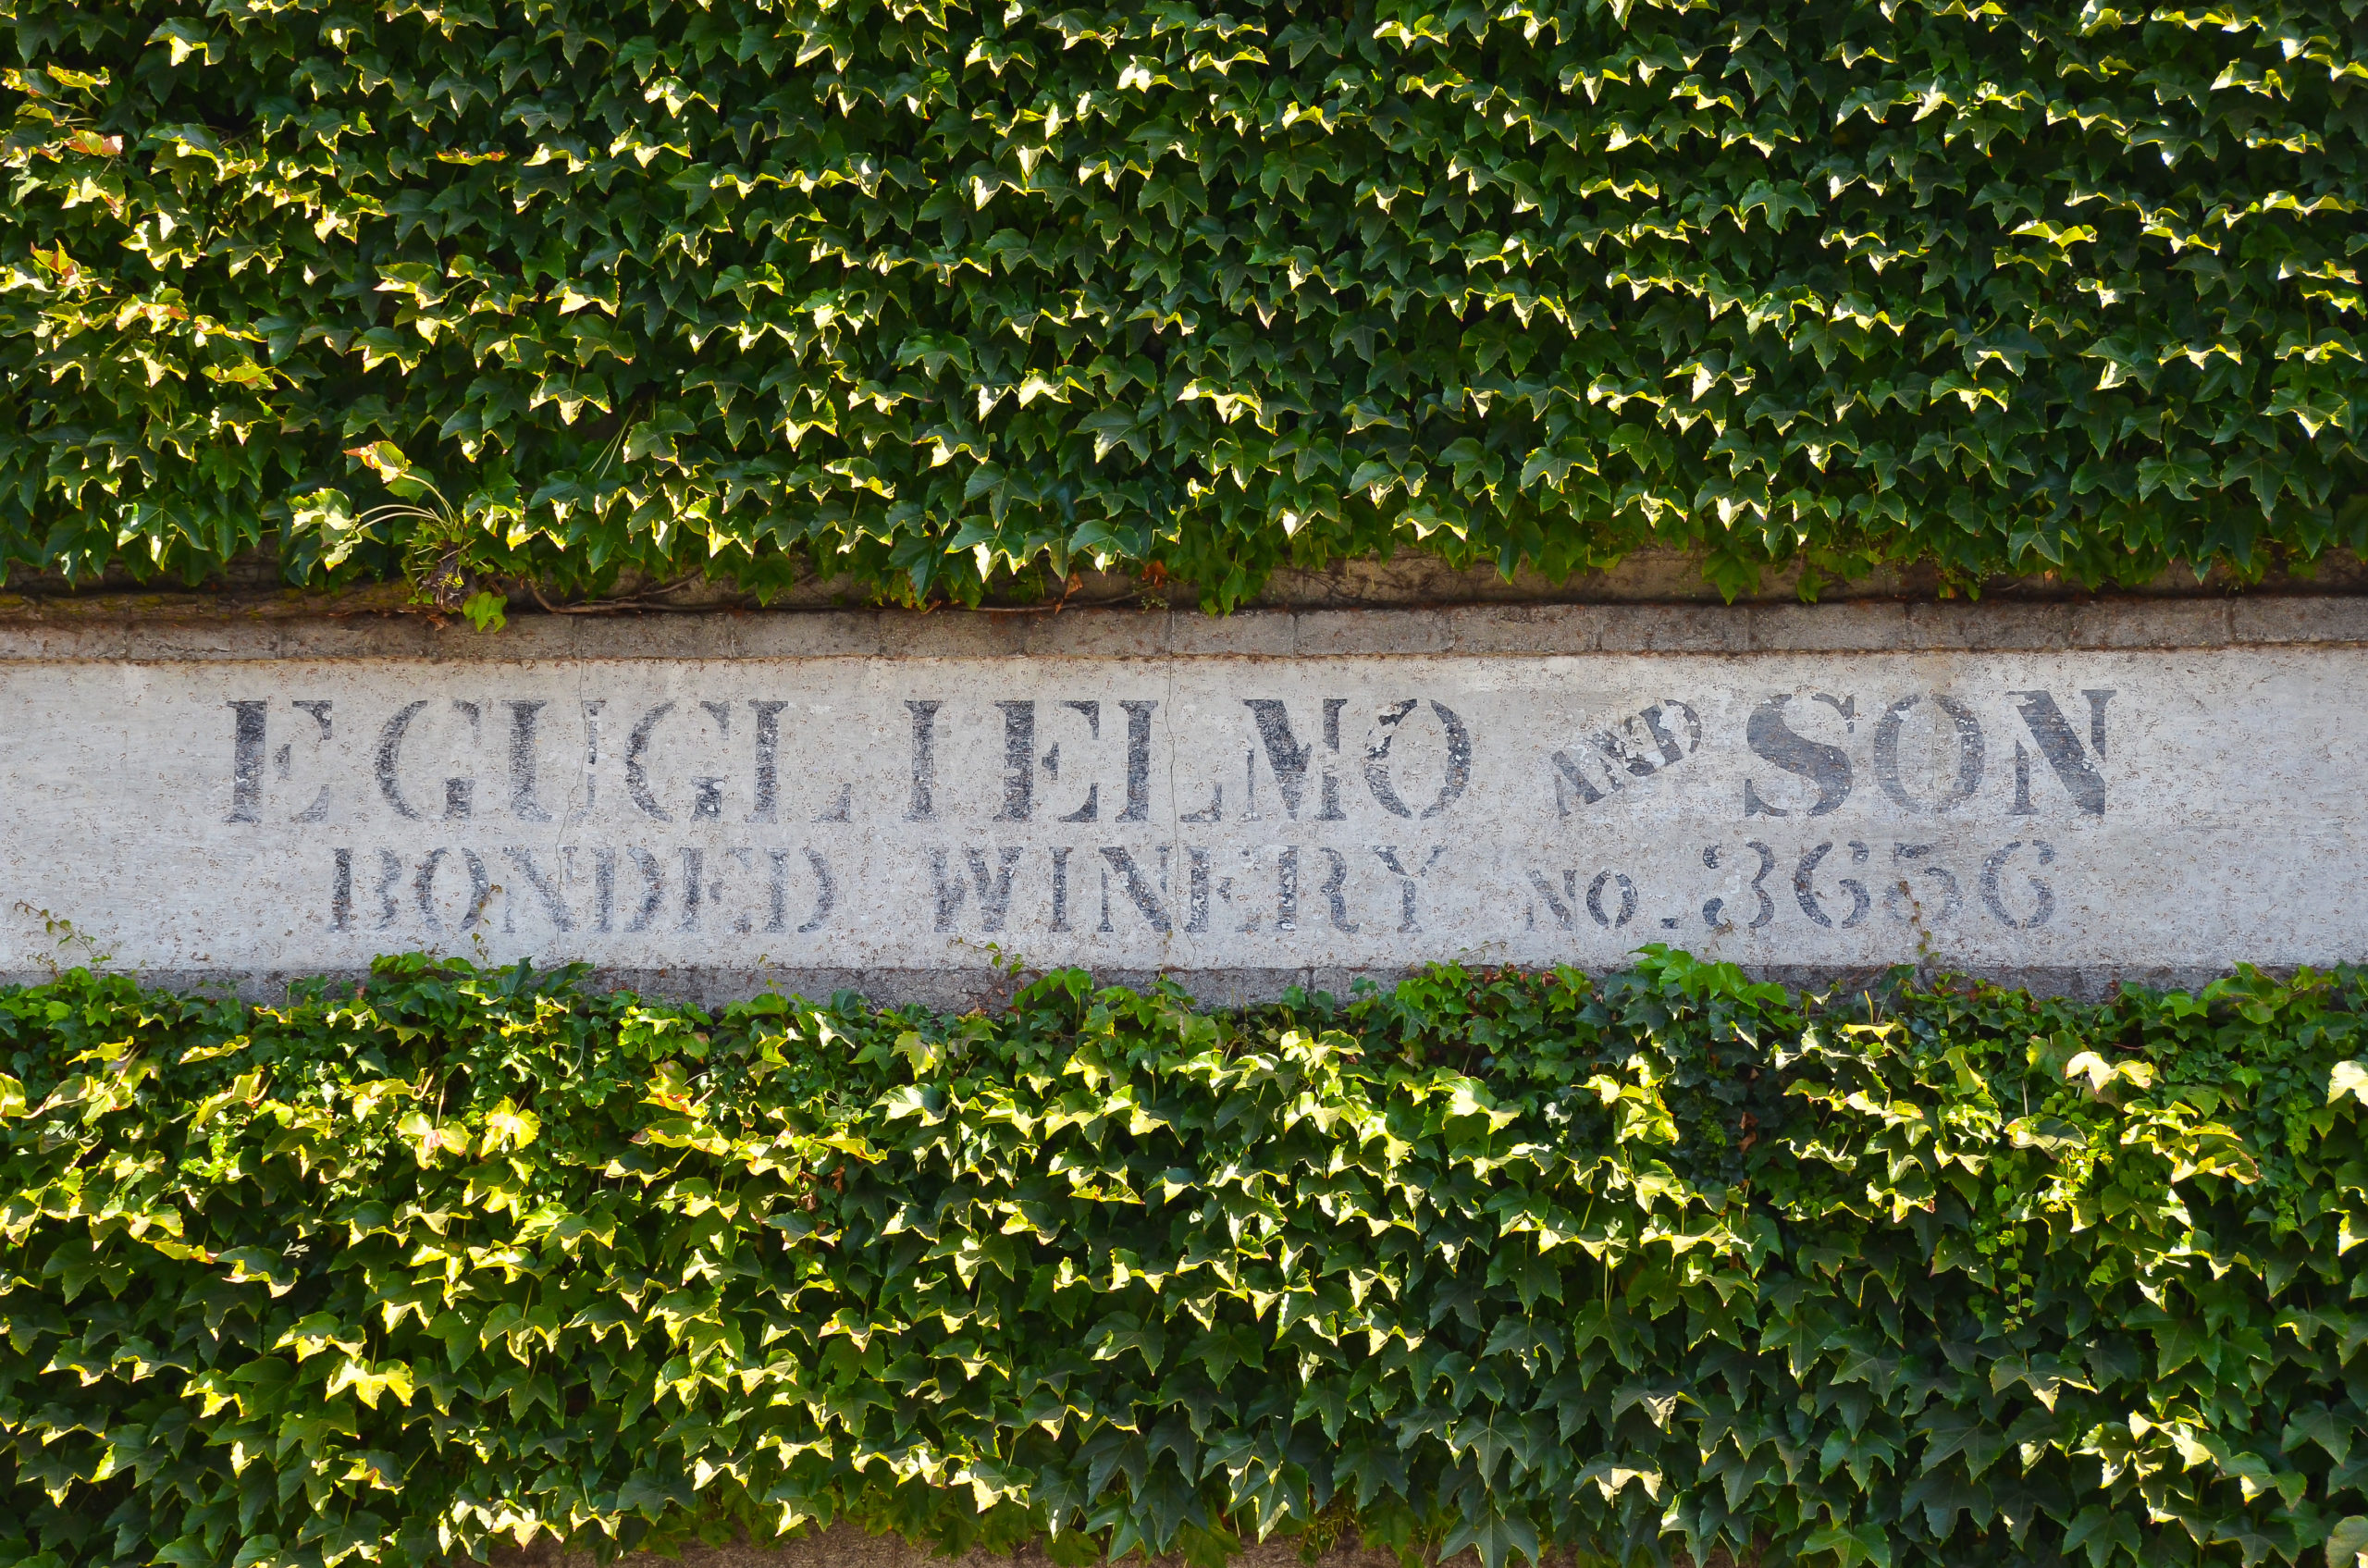 E GUGLIELMO AND SON
BONDED WINERY NO. 3656